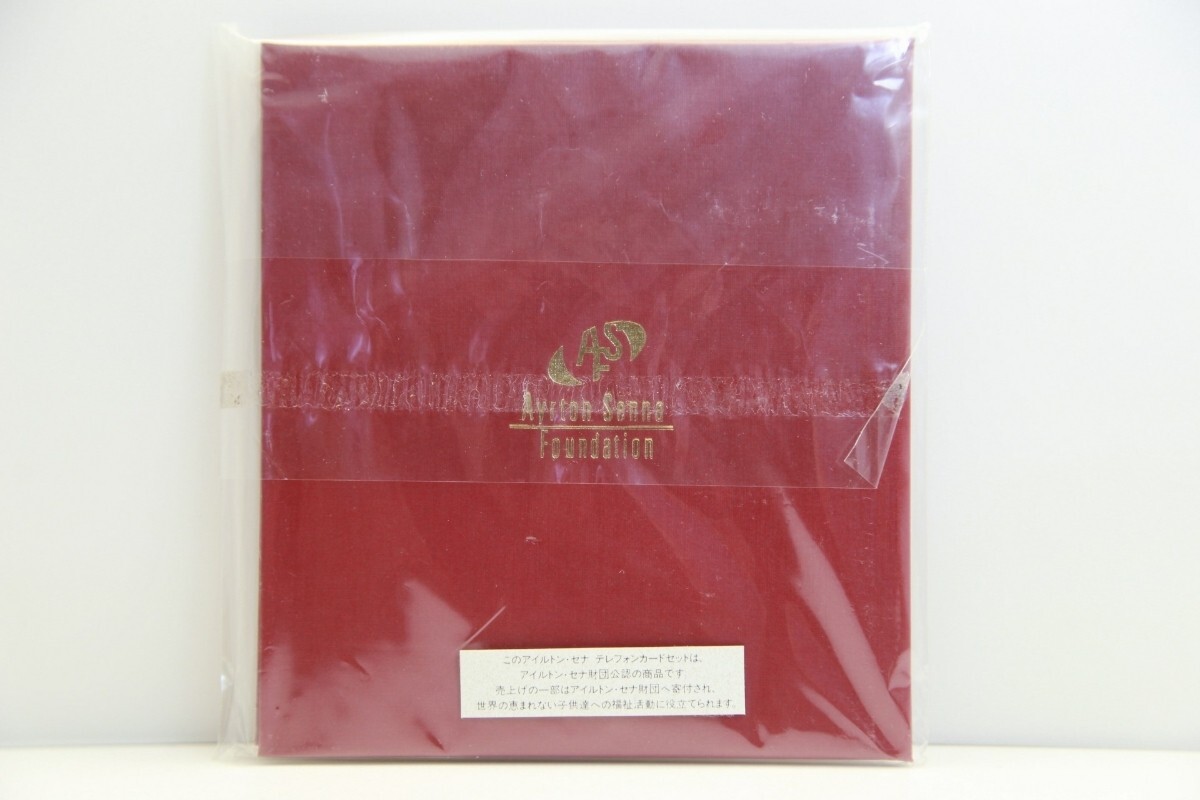 ASF
Ayrton Senna
Foundation
このアイルトン・セナ テレフォンカードセットは、
アイルトン・セナ財団公認の商品です
売上げの一部はアイルトン・セナ財団へ寄付され、
世界の恵まれない子供達への福祉活動に役立てられます。